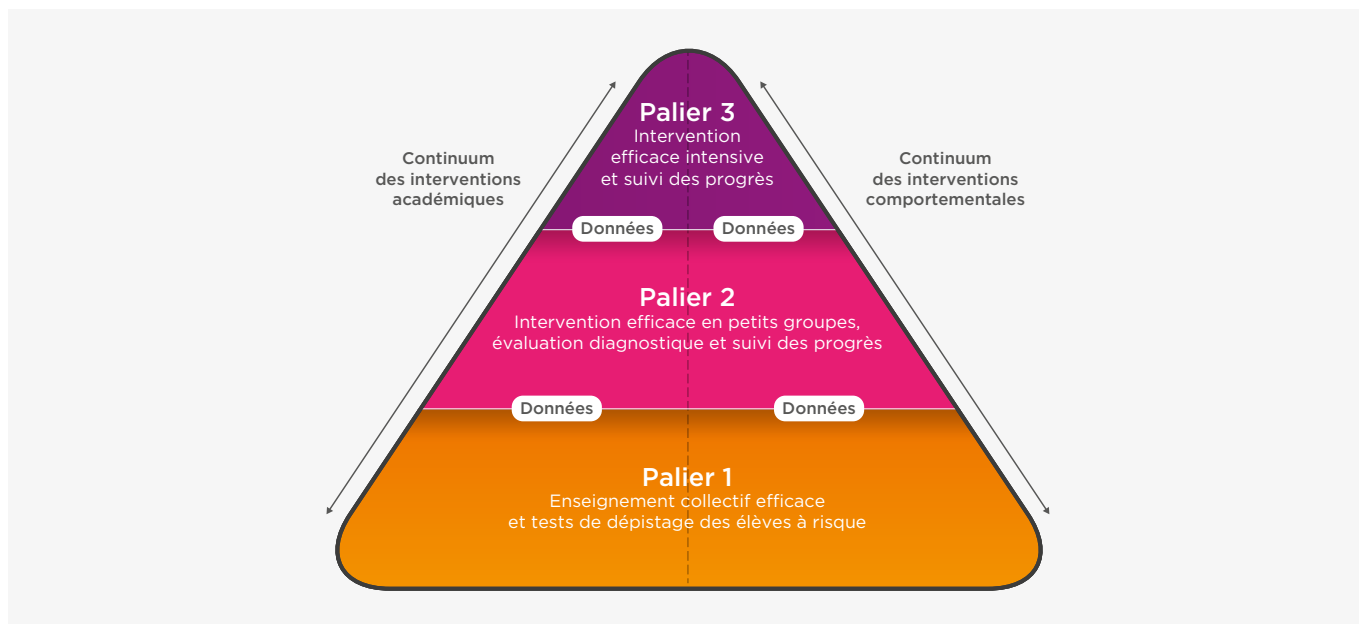 Palier 3
Intervention
efficace intensive
et suivi des progrès
Continuum
des interventions
académiques
Continuum
des interventions
comportementales
Données
Données
Palier 2
Intervention efficace en petits groupes,
évaluation diagnostique et suivi des progrès
Données
Données
Palier 1
Enseignement collectif efficace
et tests de dépistage des élèves à risque